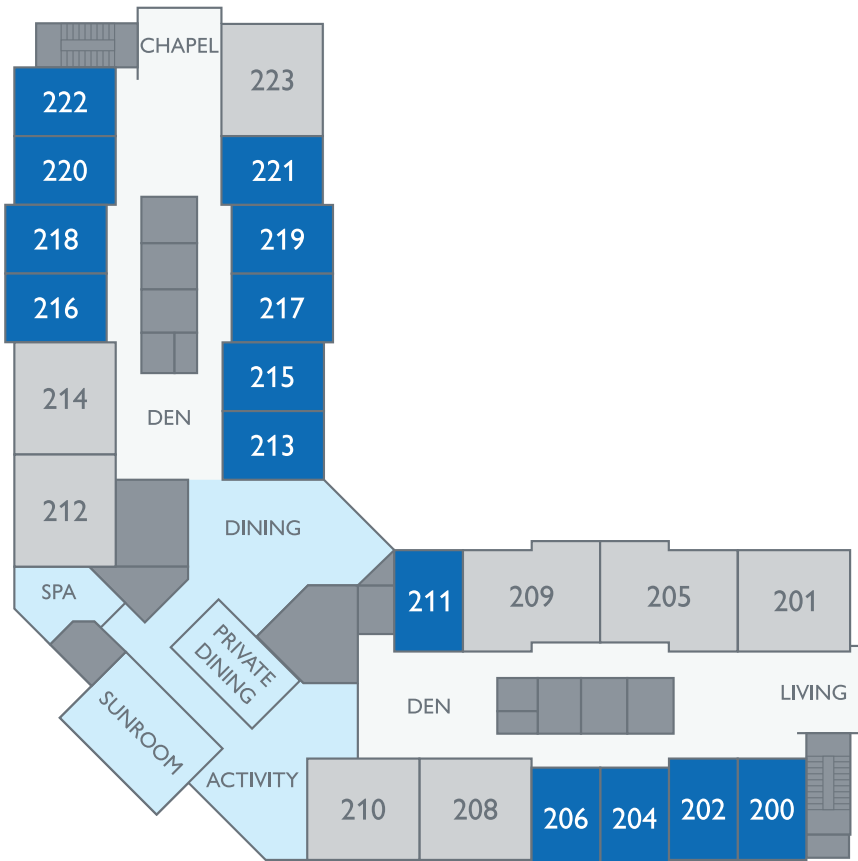 CHAPEL
223
222
220
221
218
219
216
217
214
215
DEN
213
212
DINING
SPA
211
209
205
201
PRIVATE
DINING
SUNROOM
DEN
LIVING
ACTIVITY
210
208
206
204
202
200